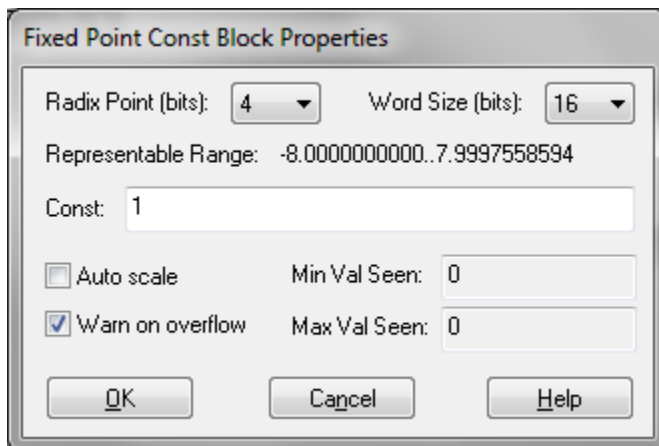 Fixed Point Const Block Properties
Radix Point (bits): 4 Word Size (bits): 16
Representable Range: -8.0000000000..7.9997558594
Const: 1
Auto scale Min Val Seen: 0
Warn on overflow Max Val Seen: 0
OK Cancel Help